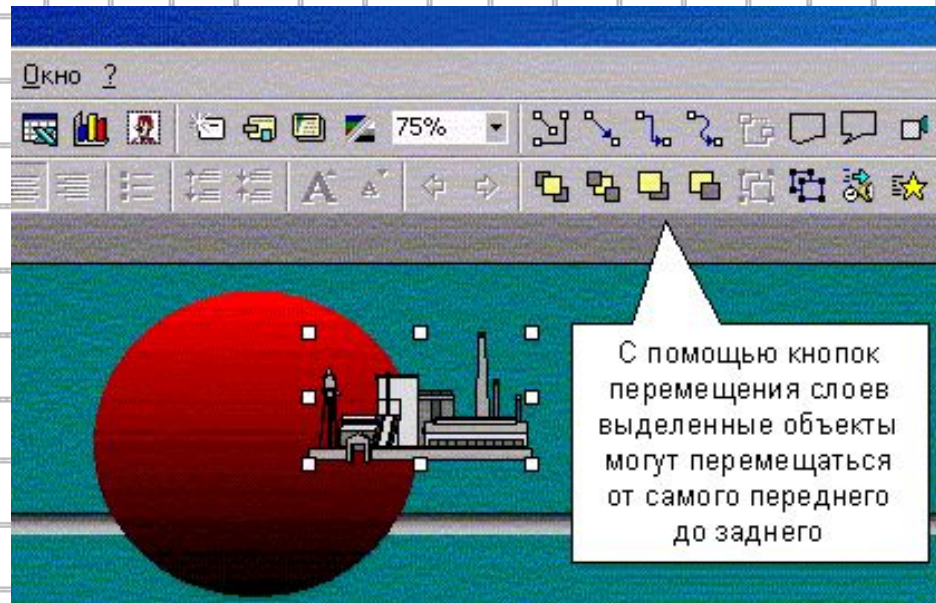 Окно ?
75%
С помощью кнопок
перемещения слоев
выделенные объекты
могут перемещаться
от самого переднего
до заднего